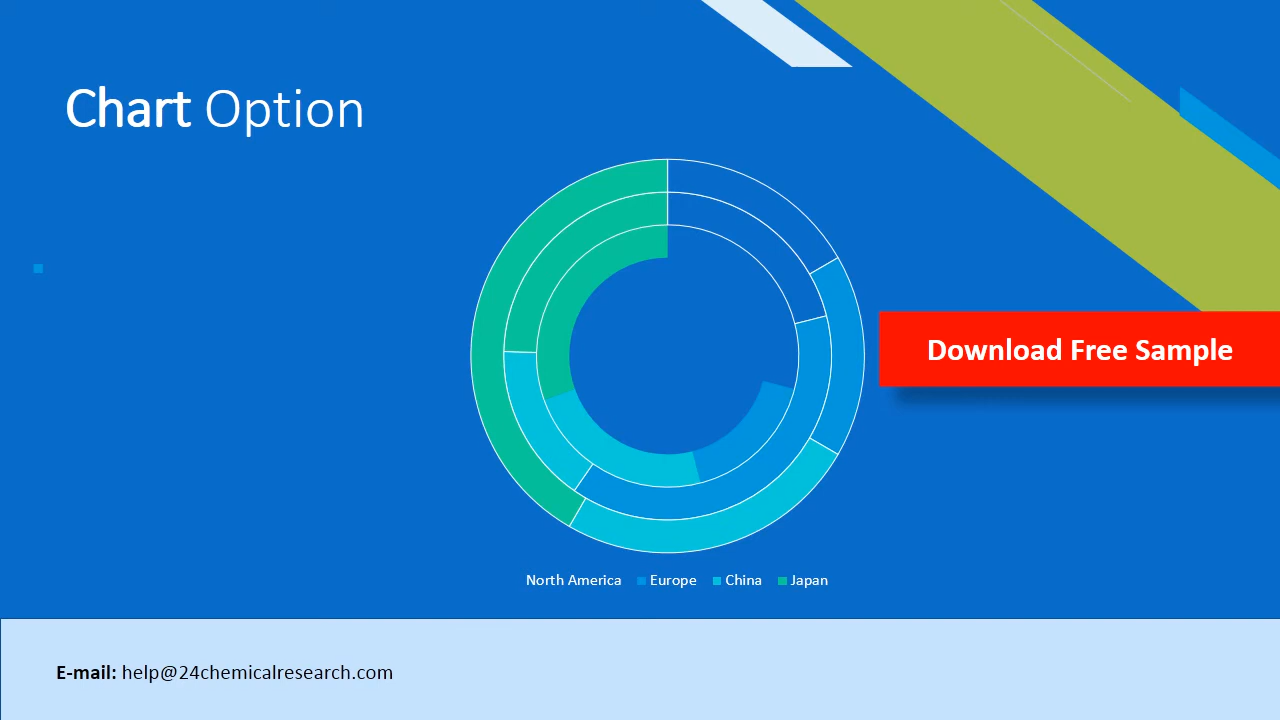 Chart Option
Download Free Sample
North America Europe China Japan
E-mail: help@24chemicalresearch.com